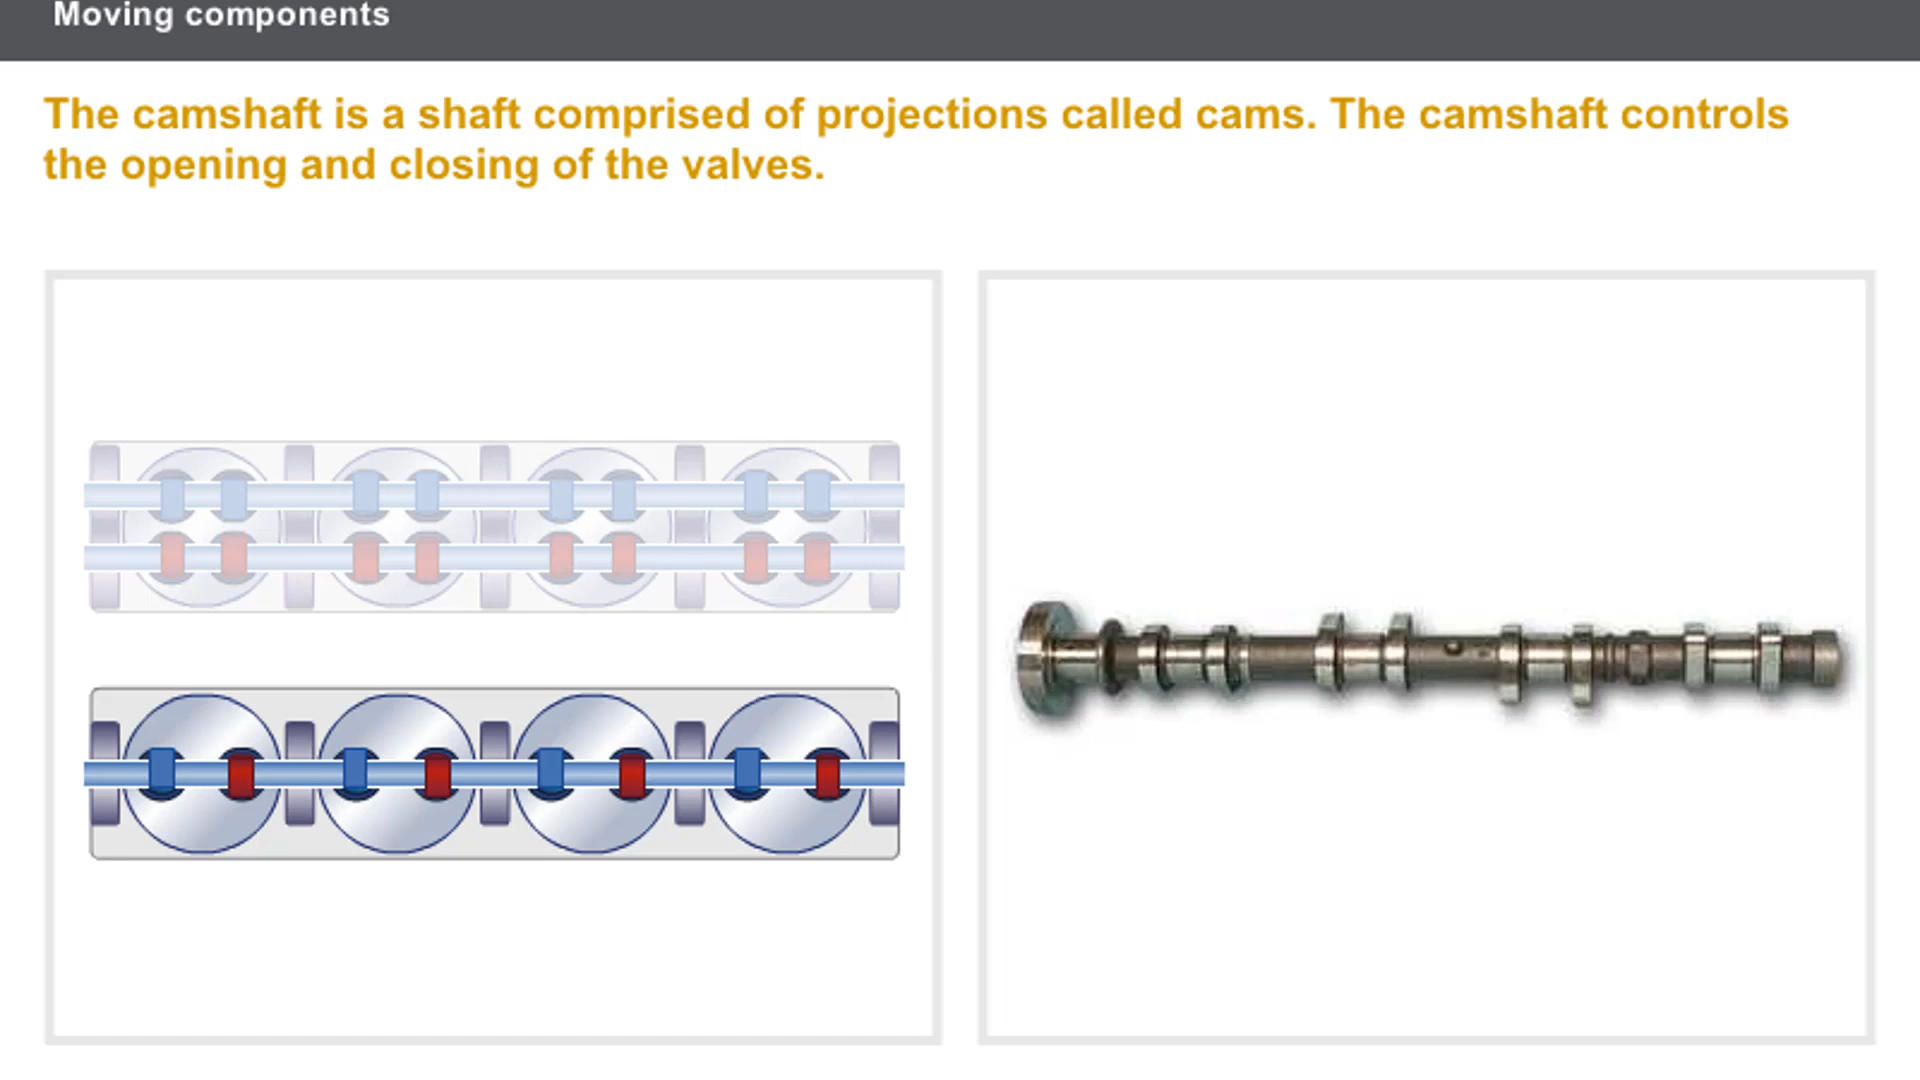 Moving components
The camshaft is a shaft comprised of projections called cams. The camshaft controls
the opening and closing of the valves.